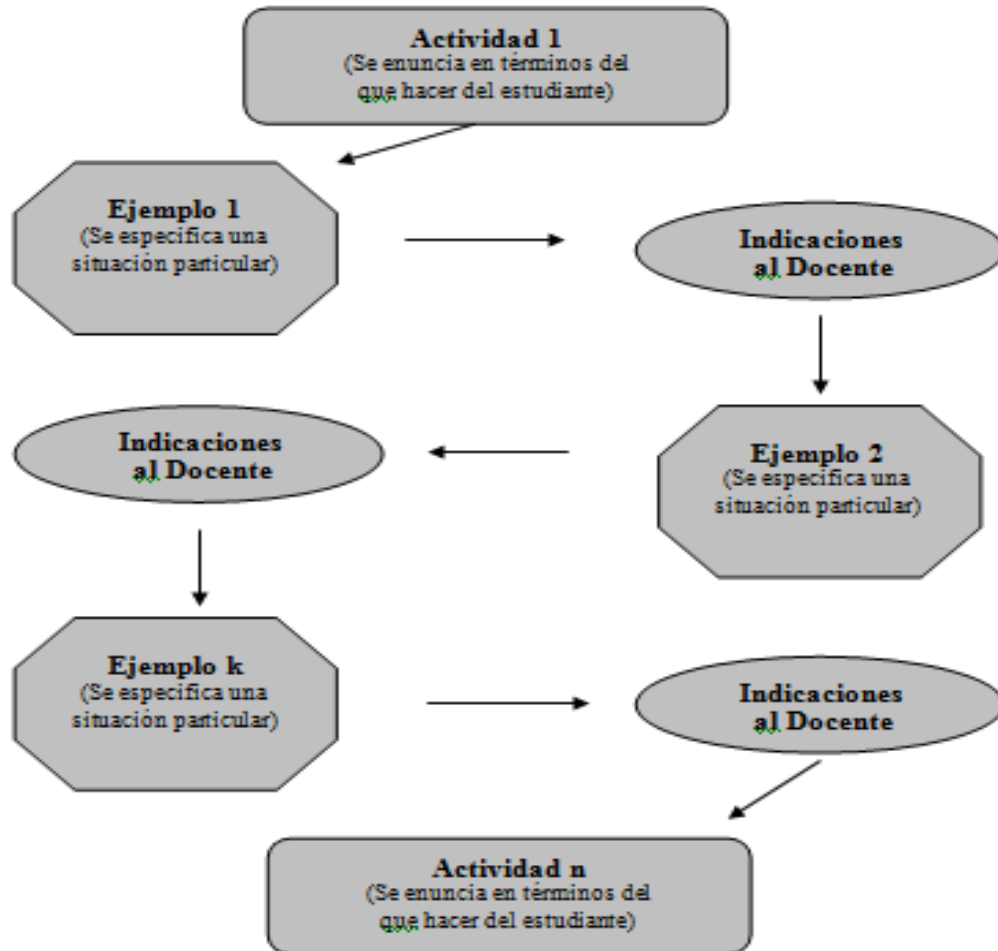 Actividad 1
(Se enuncia en términos del
que hacer del estudiante)
Ejemplo 1
(Se especifica una
situación particular)
Indicaciones
al Docente
Ejemplo 2
(Se especifica una
situación particular)
Indicaciones
al Docente
Ejemplo k
(Se especifica una
situación particular)
Indicaciones
al Docente
Actividad n
(Se enuncia en términos del
que hacer del estudiante)